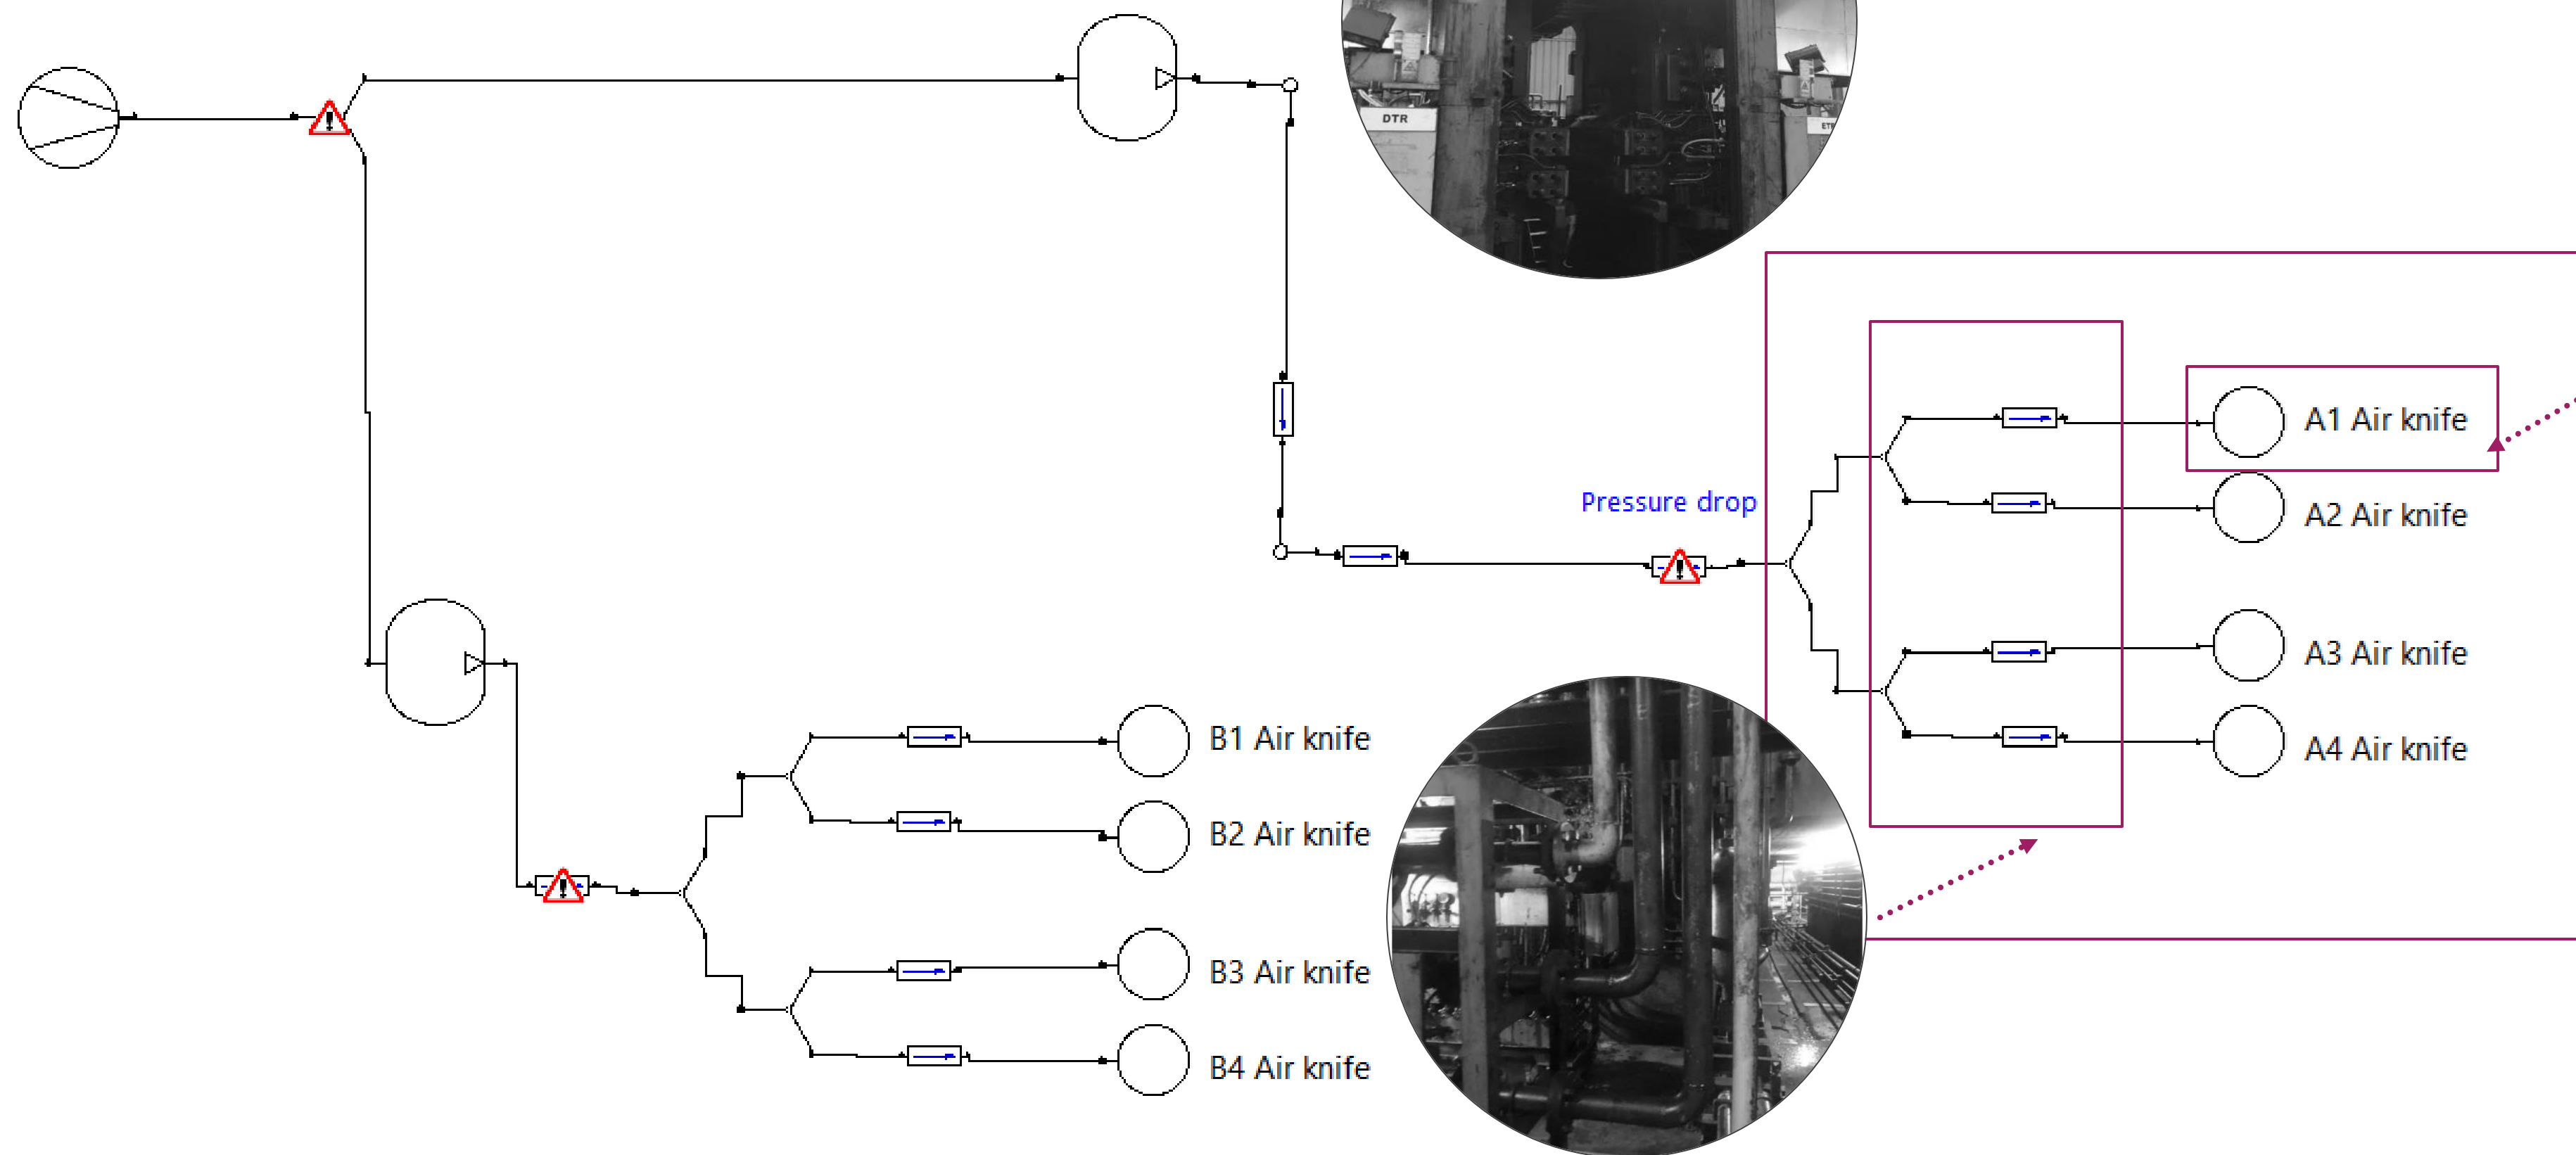 DTR
Pressure drop
A1 Air knife
A2 Air knife
A3 Air knife
A4 Air knife
B1 Air knife
B2 Air knife
B3 Air knife
B4 Air knife